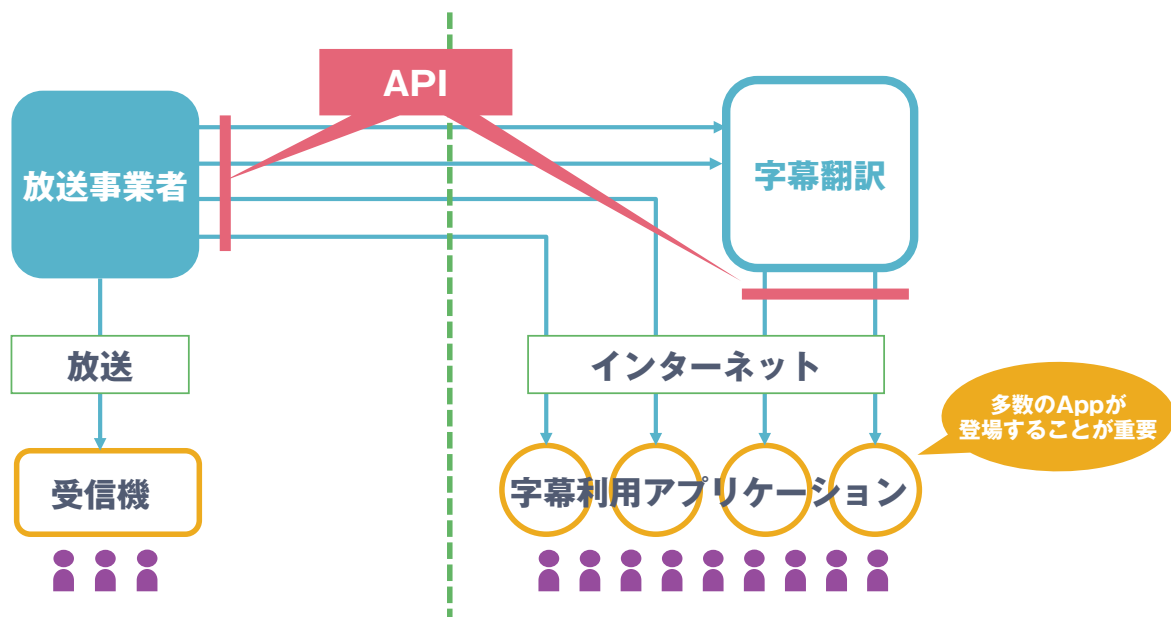 API
放送事業者
字幕翻訳
放送
インターネット
多数のAppが
登場することが重要
受信機
字幕利用アプリケーション